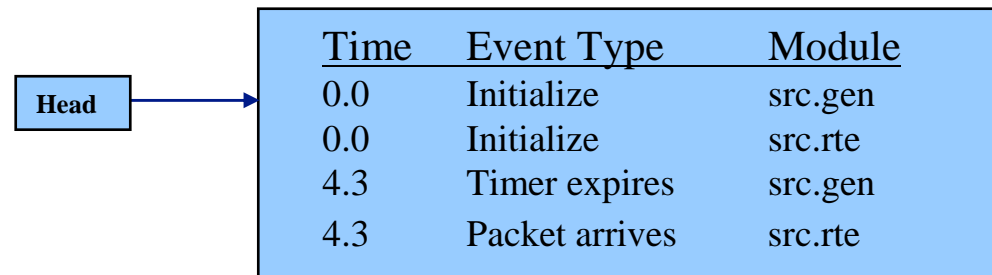 Head
Time Event Type Module
0.0 Initialize src.gen
0.0 Initialize src.rte
4.3 Timer expires src.gen
4.3 Packet arrives src.rte